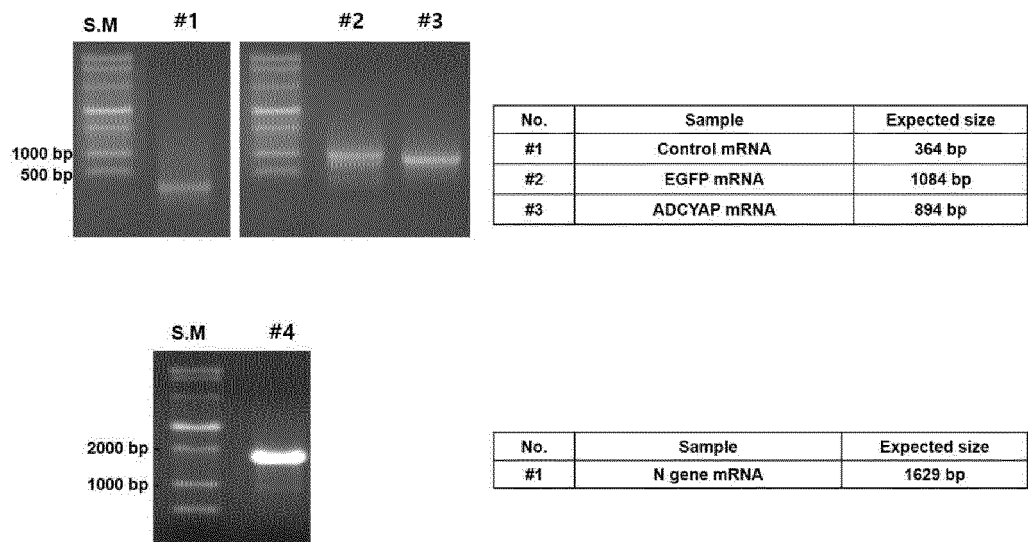 S.M #1 #2 #3
1000 bp
500 bp
No. Sample Expected size
#1 Control mRNA 364 bp
#2 EGFP mRNA 1084 bp
#3 ADCYAP mRNA 894 bp
S.M #4
2000 bp
1000 bp
No. Sample Expected size
#1 N gene mRNA 1629 bp